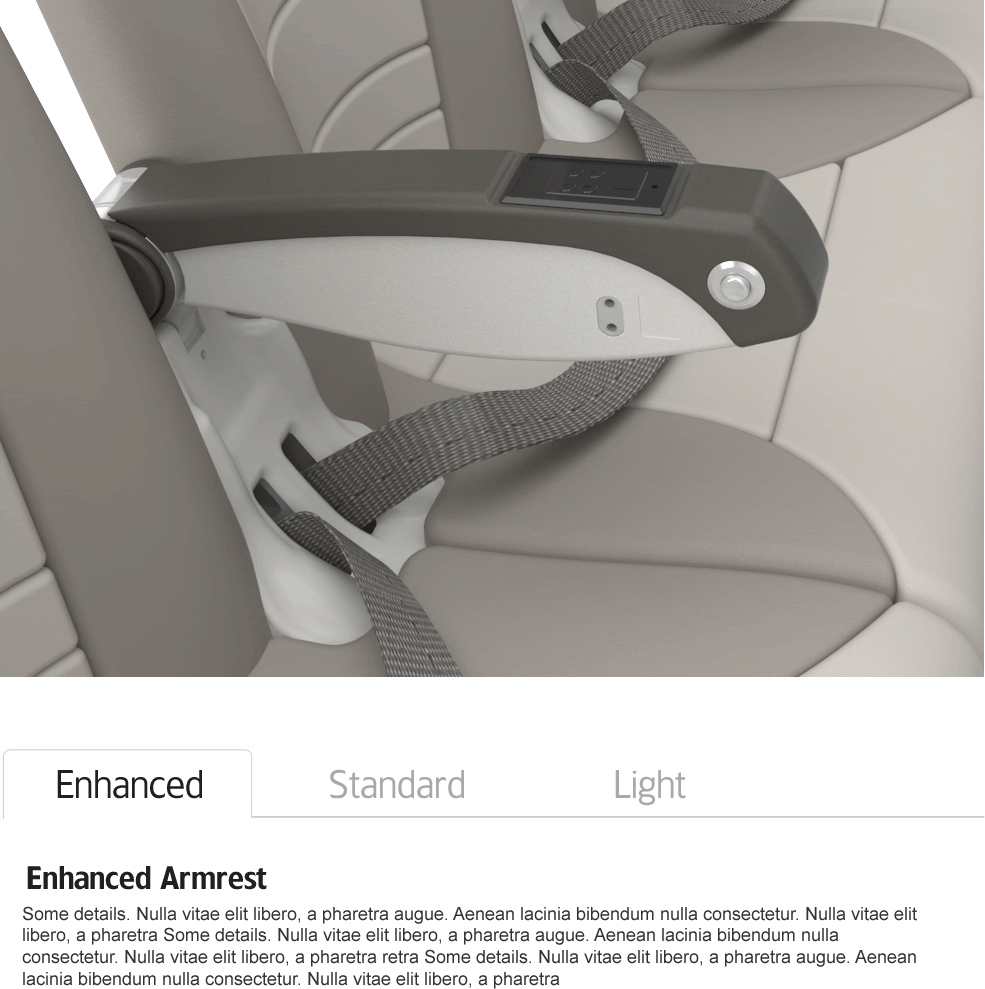 Enhanced Standard Light
Enhanced Armrest
Some details. Nulla vitae elit libero, a pharetra augue. Aenean lacinia bibendum nulla consectetur. Nulla vitae elit
libero, a pharetra Some details. Nulla vitae elit libero, a pharetra augue. Aenean lacinia bibendum nulla
consectetur. Nulla vitae elit libero, a pharetra retra Some details. Nulla vitae elit libero, a pharetra augue. Aenean
lacinia bibendum nulla consectetur. Nulla vitae elit libero, a pharetra